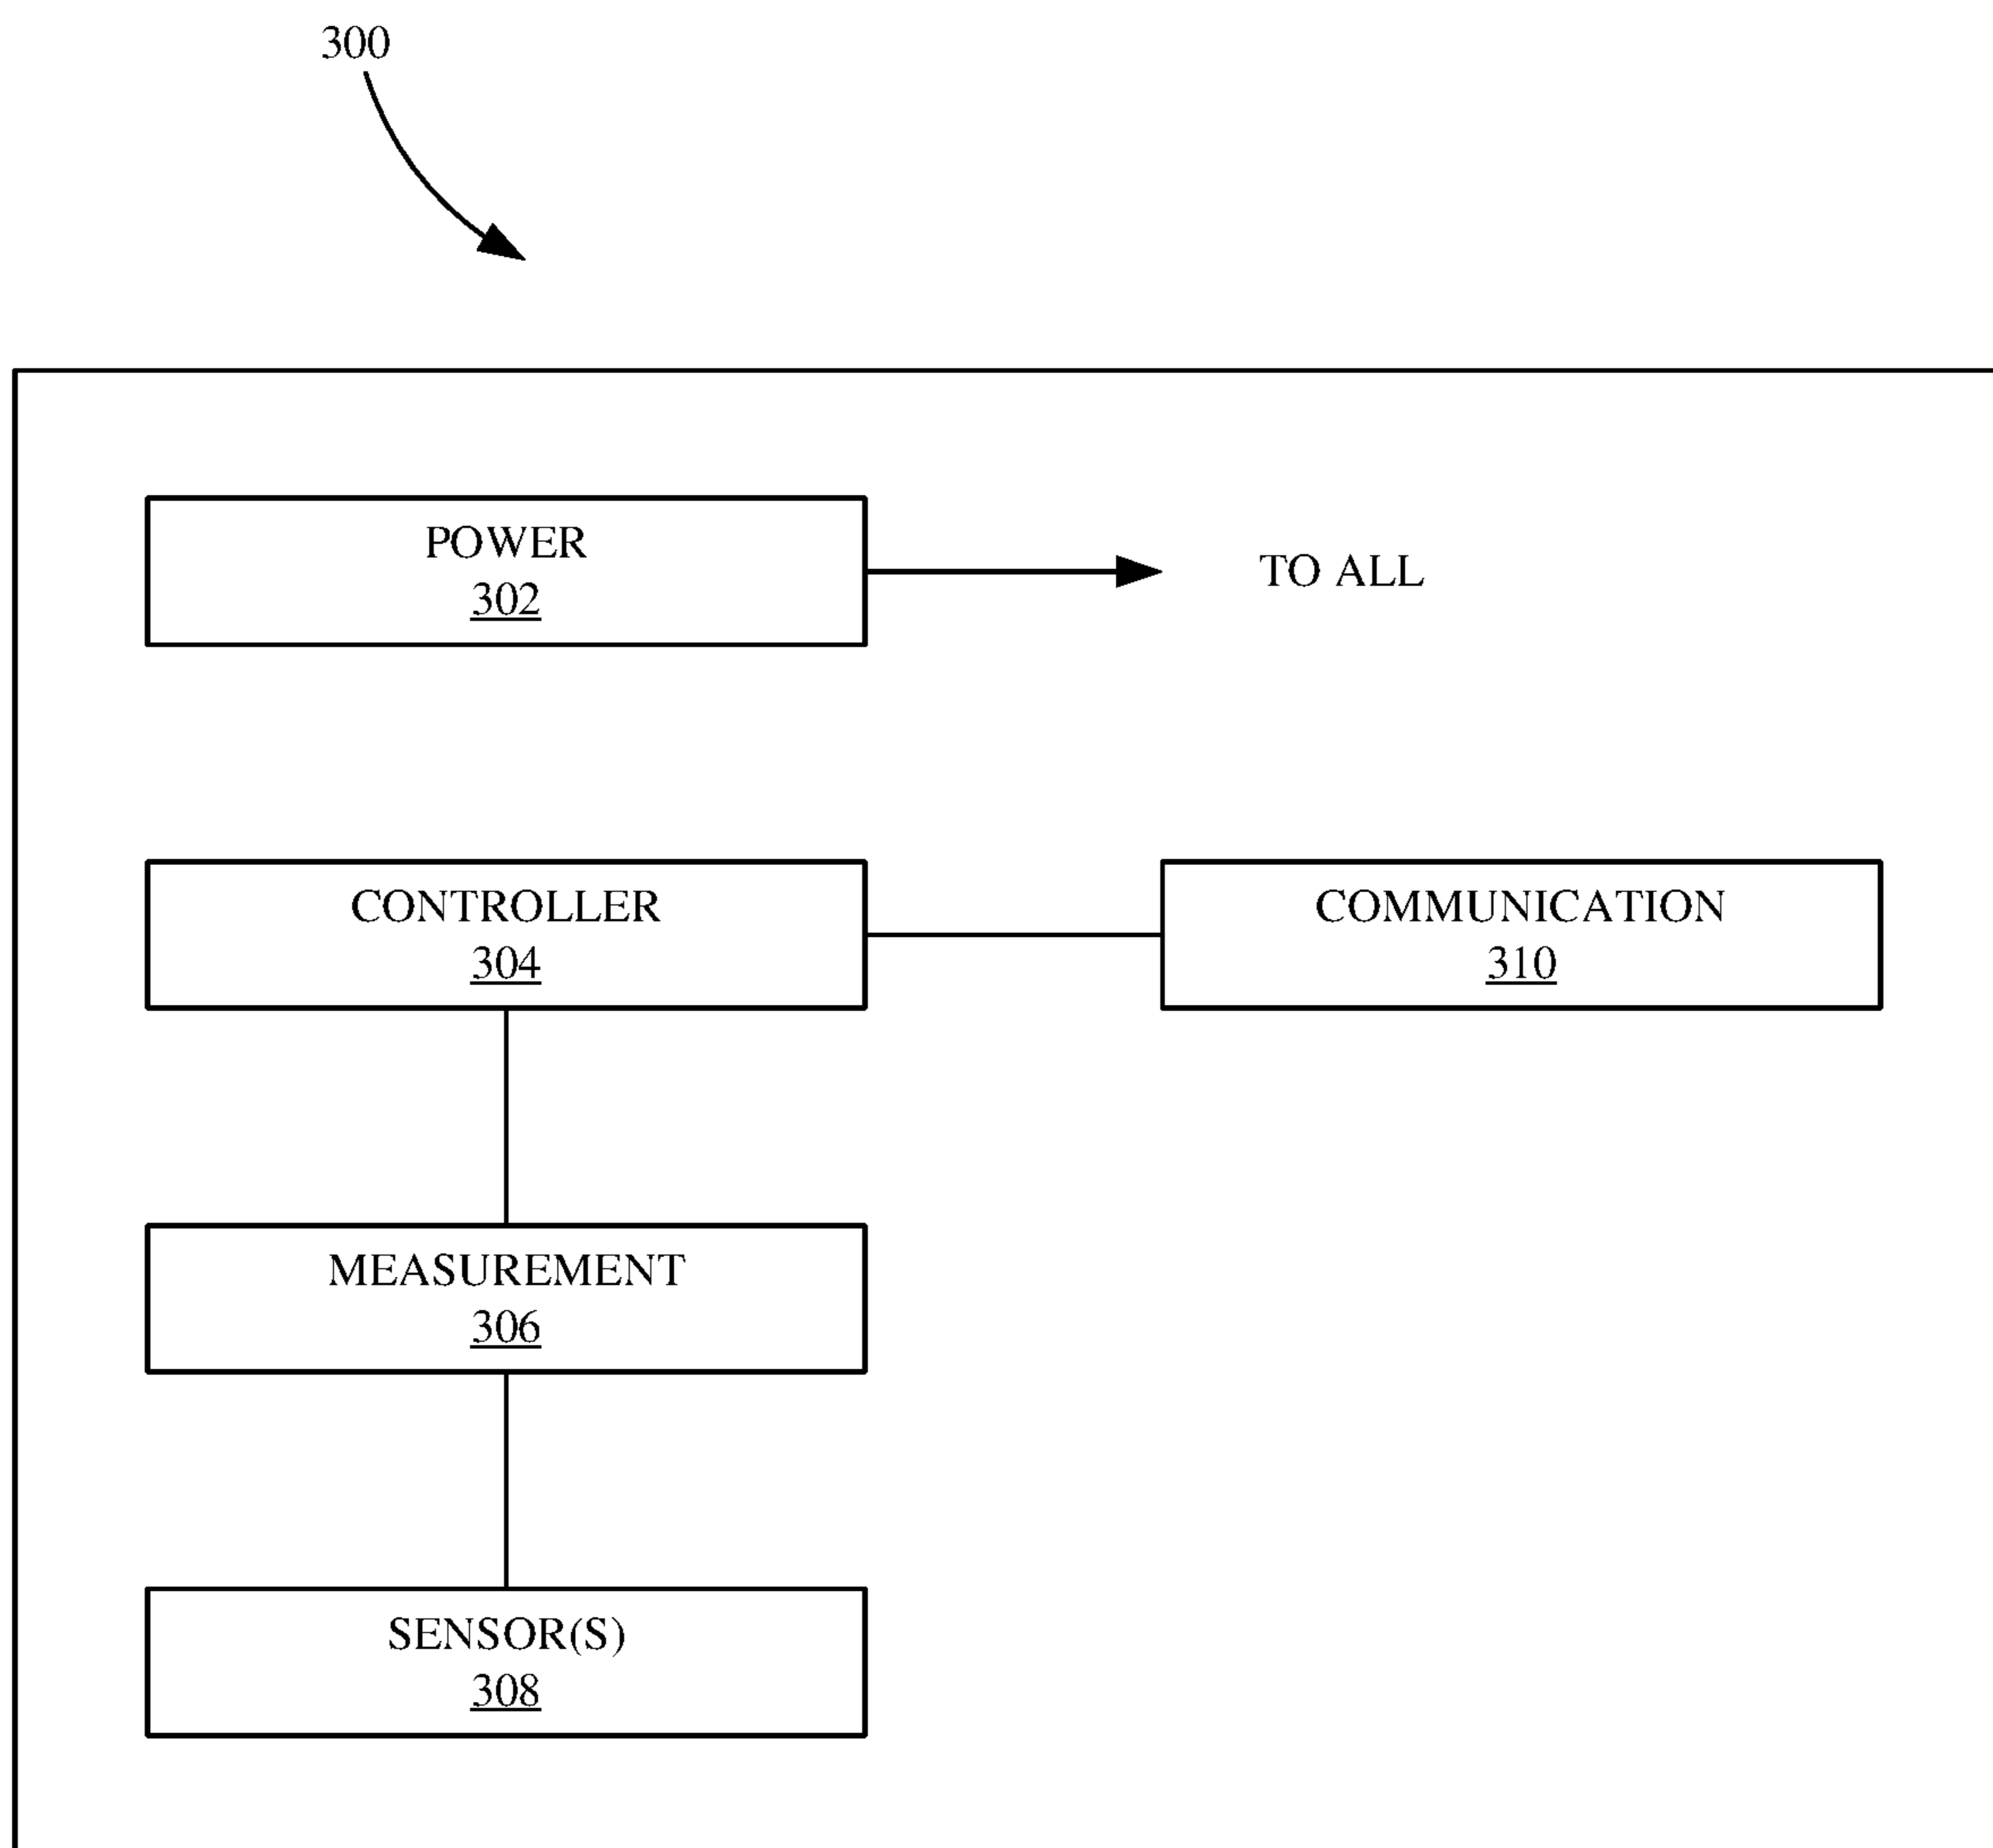 300
POWER
302
TO ALL
CONTROLLER
304
COMMUNICATION
310
MEASUREMENT
306
SENSOR(S)
308